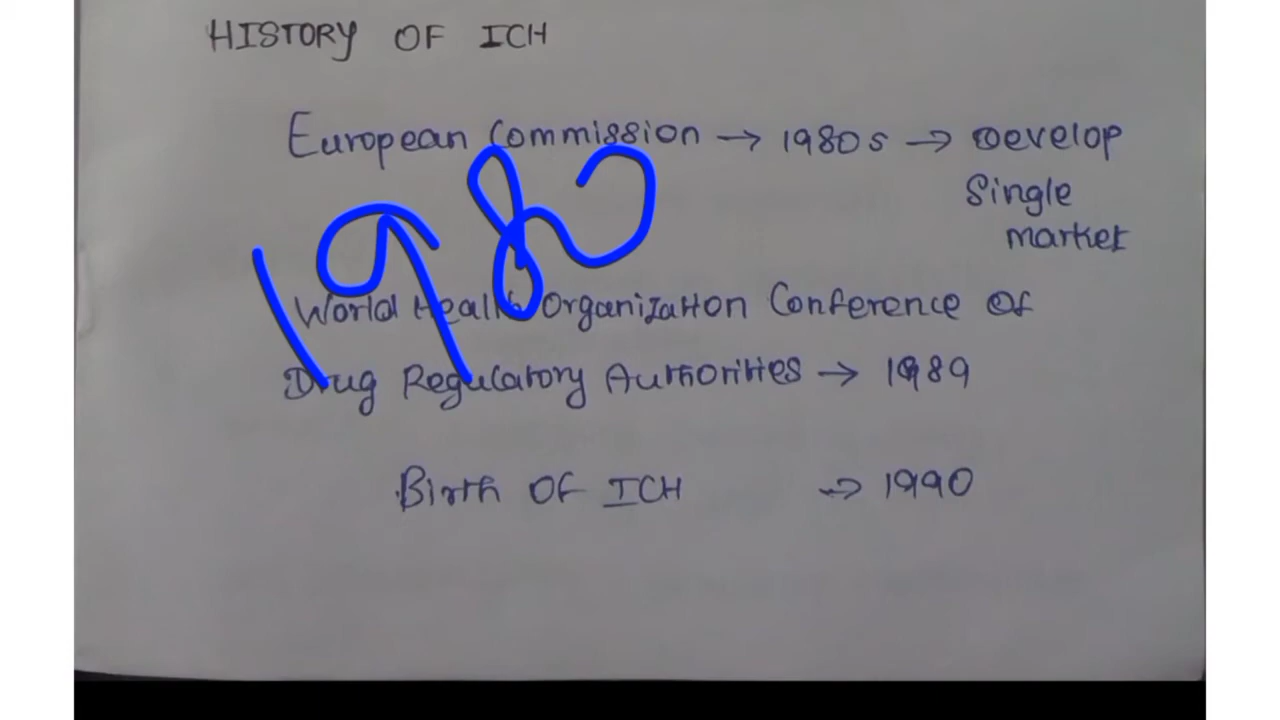 HISTORY OF ICH
European Commission → 1980s → Develop
Single
market
1980
World Health Organization Conference Of
Drug Regulatory Authorities → 1989
Birth OF ICH → 1990